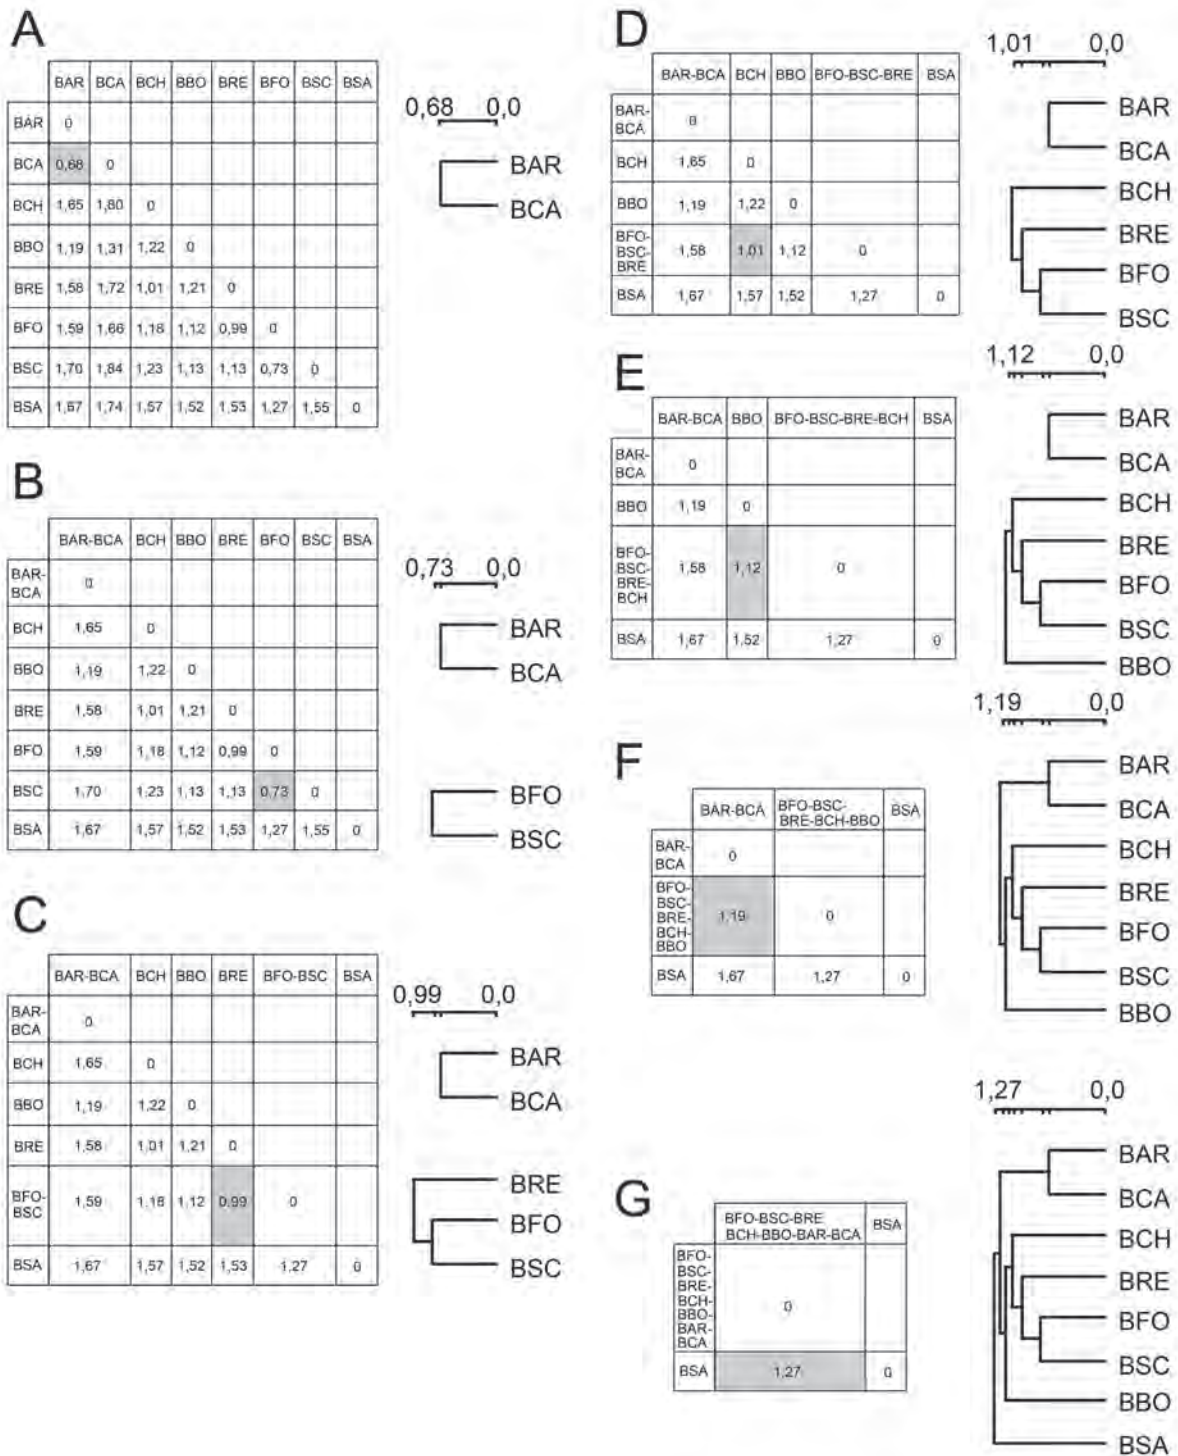 A
BAR BCA BCH BBO BRE BFO BSC BSA
BAR 0
BCA 0,68 0
BCH 1,65 1,80 0
BBO 1,19 1,31 1,22 0
BRE 1,58 1,72 1,01 1,21 0
BFO 1,59 1,66 1,18 1,12 0,99 0
BSC 1,70 1,84 1,23 1,13 1,13 0,73 0
BSA 1,67 1,74 1,57 1,52 1,53 1,27 1,55 0
0,68 0,0
BAR
BCA
B
BAR-BCA BCH BBO BRE BFO BSC BSA
BAR-
BCA 0
BCH 1,65 0
BBO 1,19 1,22 0
BRE 1,58 1,01 1,21 0
BFO 1,59 1,18 1,12 0,99 0
BSC 1,70 1,23 1,13 1,13 0,73 0
BSA 1,67 1,57 1,52 1,53 1,27 1,55 0
0,73 0,0
BAR
BCA
BFO
BSC
C
BAR-BCA BCH BBO BRE BFO-BSC BSA
BAR-
BCA 0
BCH 1,65 0
BBO 1,19 1,22 0
BRE 1,58 1,01 1,21 0
BFO-
BSC 1,59 1,18 1,12 0,99 0
BSA 1,67 1,57 1,52 1,53 1,27 0
0,99 0,0
BAR
BCA
BRE
BFO
BSC
D
BAR-BCA BCH BBO BFO-BSC-BRE BSA
BAR-
BCA 0
BCH 1,65 0
BBO 1,19 1,22 0
BFO-
BSC-
BRE 1,58 1,01 1,12 0
BSA 1,67 1,57 1,52 1,27 0
1,01 0,0
BAR
BCA
BCH
BRE
BFO
BSC
E
BAR-BCA BBO BFO-BSC-BRE-BCH BSA
BAR-
BCA 0
BBO 1,19 0
BFO-
BSC-
BRE-
BCH 1,58 1,12 0
BSA 1,67 1,52 1,27 0
1,12 0,0
BAR
BCA
BCH
BRE
BFO
BSC
BBO
F
BAR-BCA BFO-BSC- BSA
BRE-BCH-BBO
BAR-
BCA 0
BFO-
BSC-
BRE- 1,19 0
BCH-
BBO
BSA 1,67 1,27 0
1,19 0,0
BAR
BCA
BCH
BRE
BFO
BSC
BBO
G
BFO-BSC-BRE BSA
BCH-BBO-BAR-BCA
BFO-
BSC-
BRE-
BCH- 0
BBO-
BAR-
BCA
BSA 1,27 0
1,27 0,0
BAR
BCA
BCH
BRE
BFO
BSC
BBO
BSA